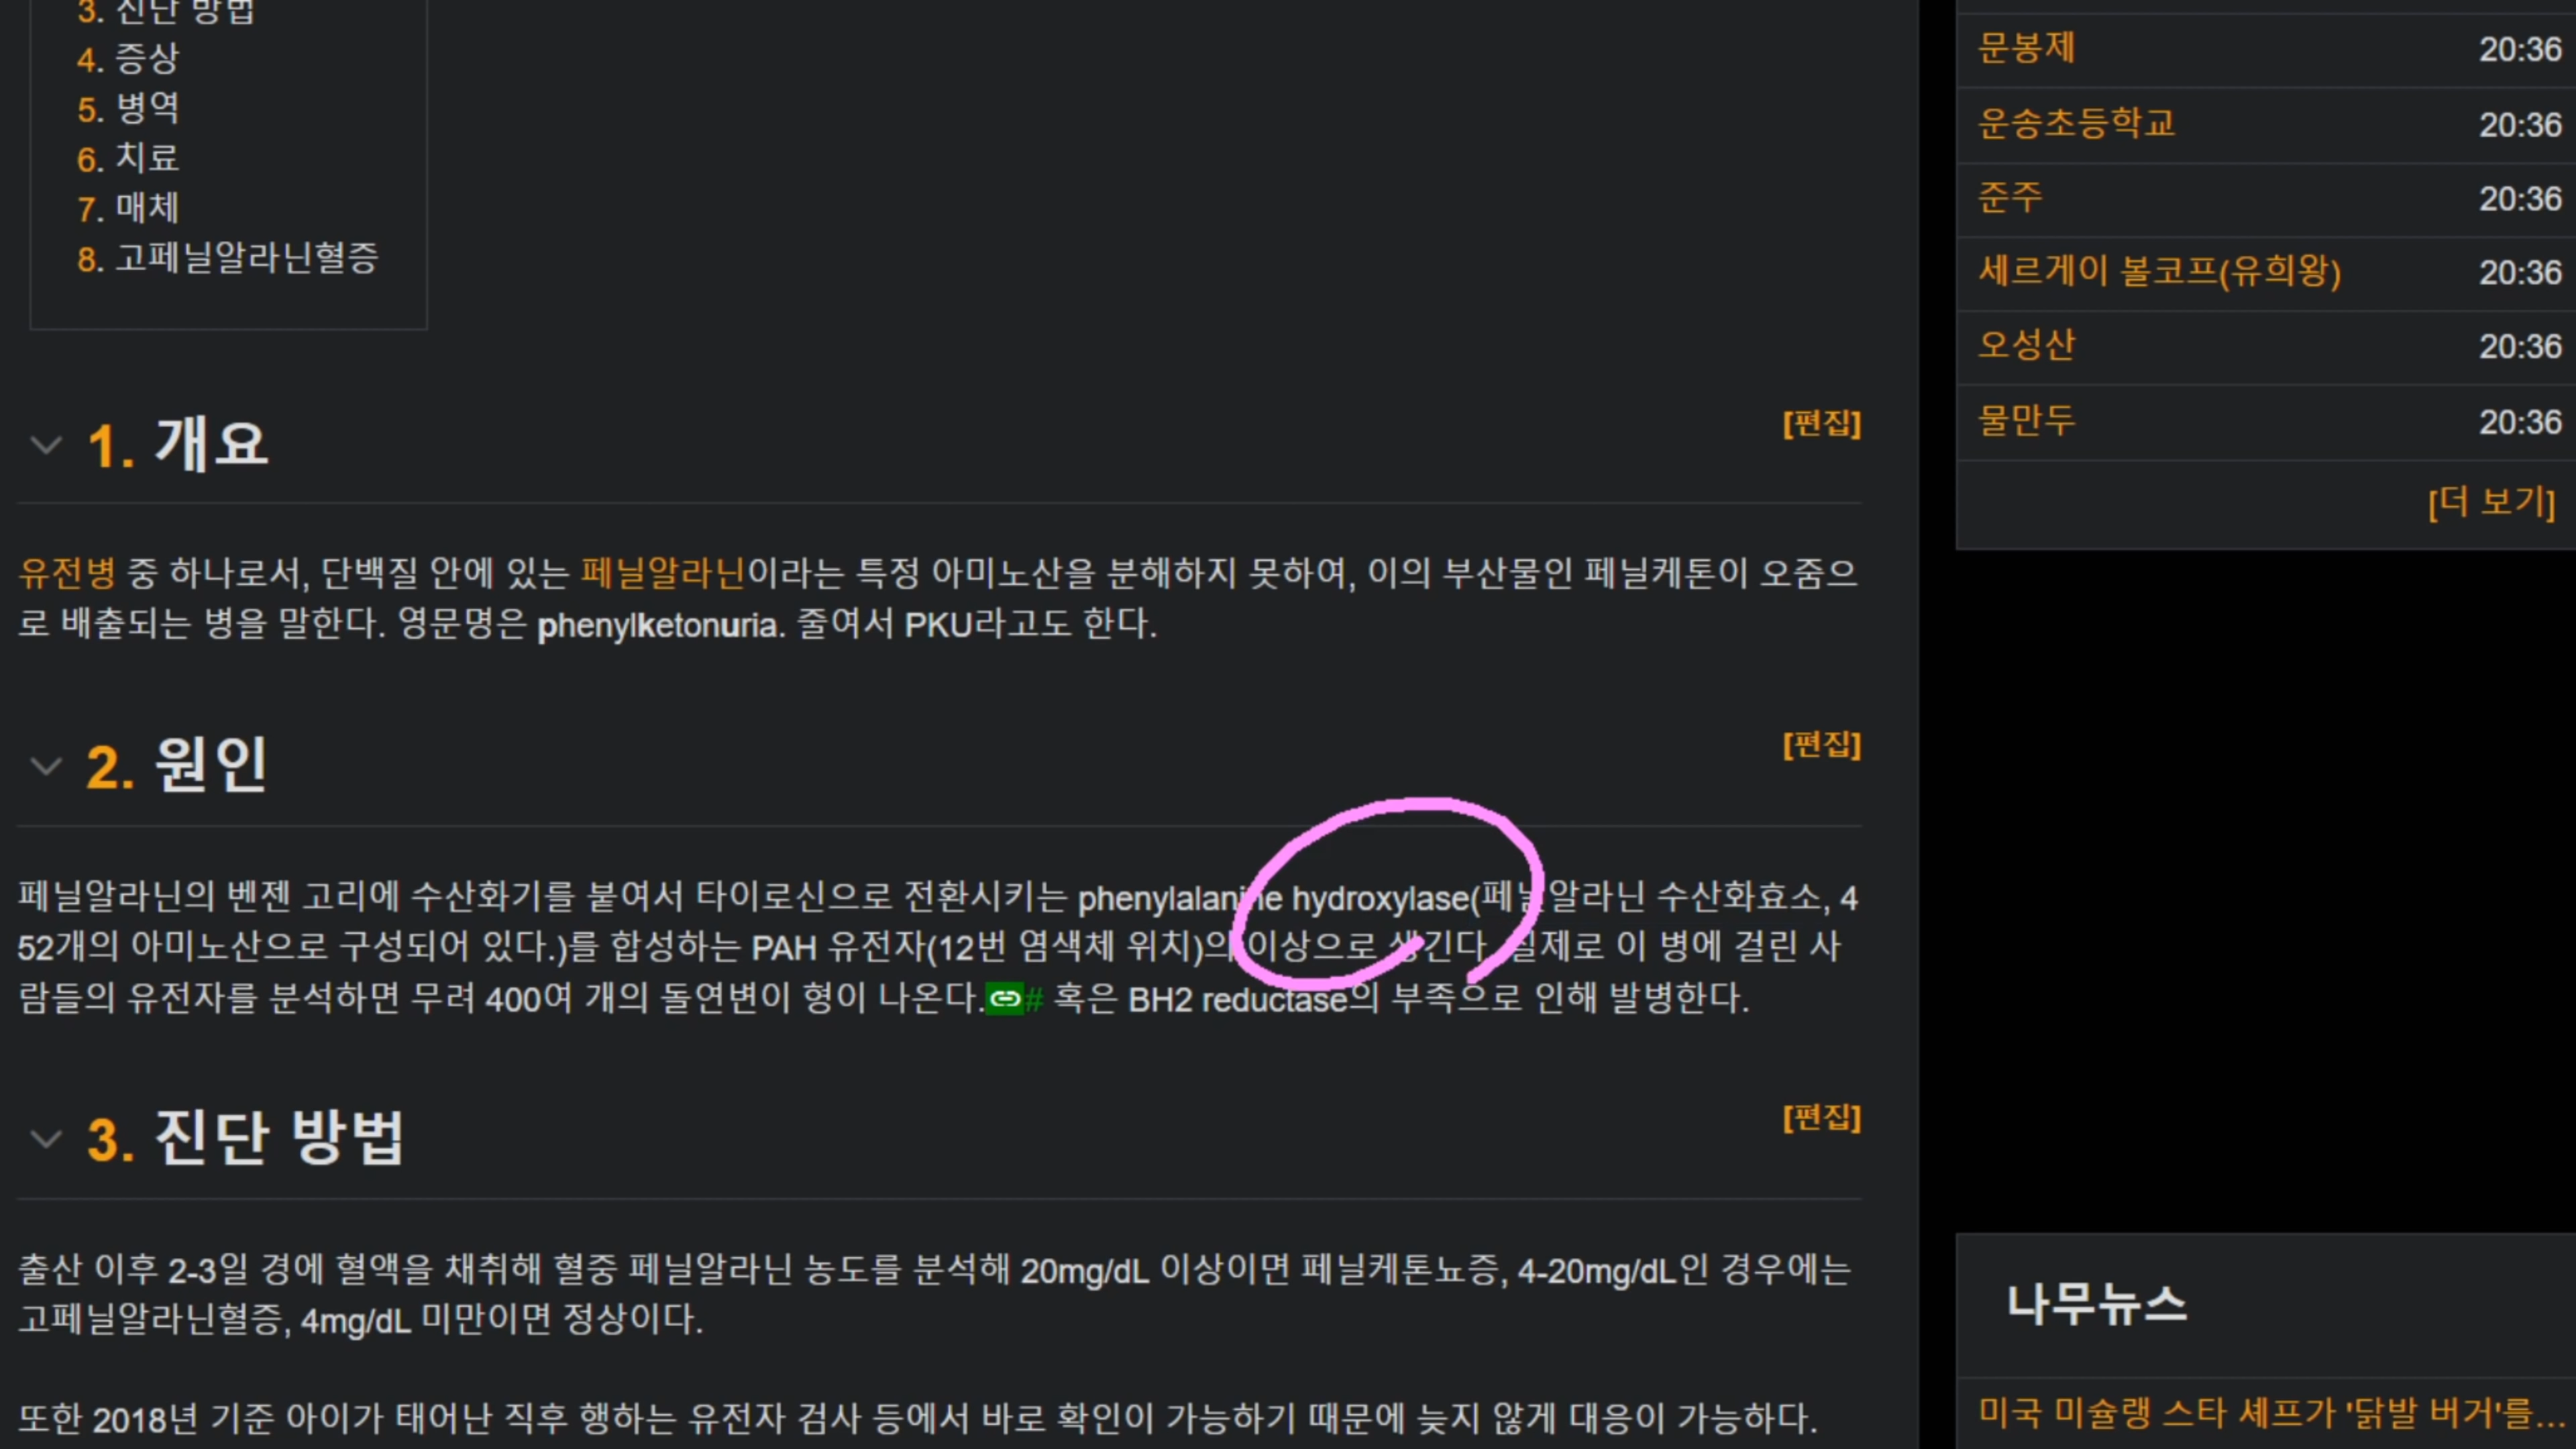 3. 진단 방법
4. 증상
5. 병역
6. 치료
7. 매체
8. 고페닐알라닌혈증
1. 개요
[편집]
유전병 중 하나로서, 단백질 안에 있는 페닐알라닌이라는 특정 아미노산을 분해하지 못하여, 이의 부산물인 페닐케톤이 오줌으
로 배출되는 병을 말한다. 영문명은 phenylketonuria. 줄여서 PKU라고도 한다.
2. 원인
[편집]
페닐알라닌의 벤젠 고리에 수산화기를 붙여서 타이로신으로 전환시키는 phenylalanine hydroxylase(페닐알라닌 수산화효소, 4
52개의 아미노산으로 구성되어 있다.)를 합성하는 PAH 유전자(12번 염색체 위치)의 이상으로 생긴다. 실제로 이 병에 걸린 사
람들의 유전자를 분석하면 무려 400여 개의 돌연변이 형이 나온다.# 혹은 BH2 reductase의 부족으로 인해 발병한다.
3. 진단 방법
[편집]
출산 이후 2-3일 경에 혈액을 채취해 혈중 페닐알라닌 농도를 분석해 20mg/dL 이상이면 페닐케톤뇨증, 4-20mg/dL인 경우에는
고페닐알라닌혈증, 4mg/dL 미만이면 정상이다.
또한 2018년 기준 아이가 태어난 직후 행하는 유전자 검사 등에서 바로 확인이 가능하기 때문에 늦지 않게 대응이 가능하다.
문봉제 20:36
운송초등학교 20:36
준주 20:36
세르게이 볼코프(유희왕) 20:36
오성산 20:36
물만두 20:36
[더 보기]
나무뉴스
미국 미슐랭 스타 셰프가 '닭발 버거'를...